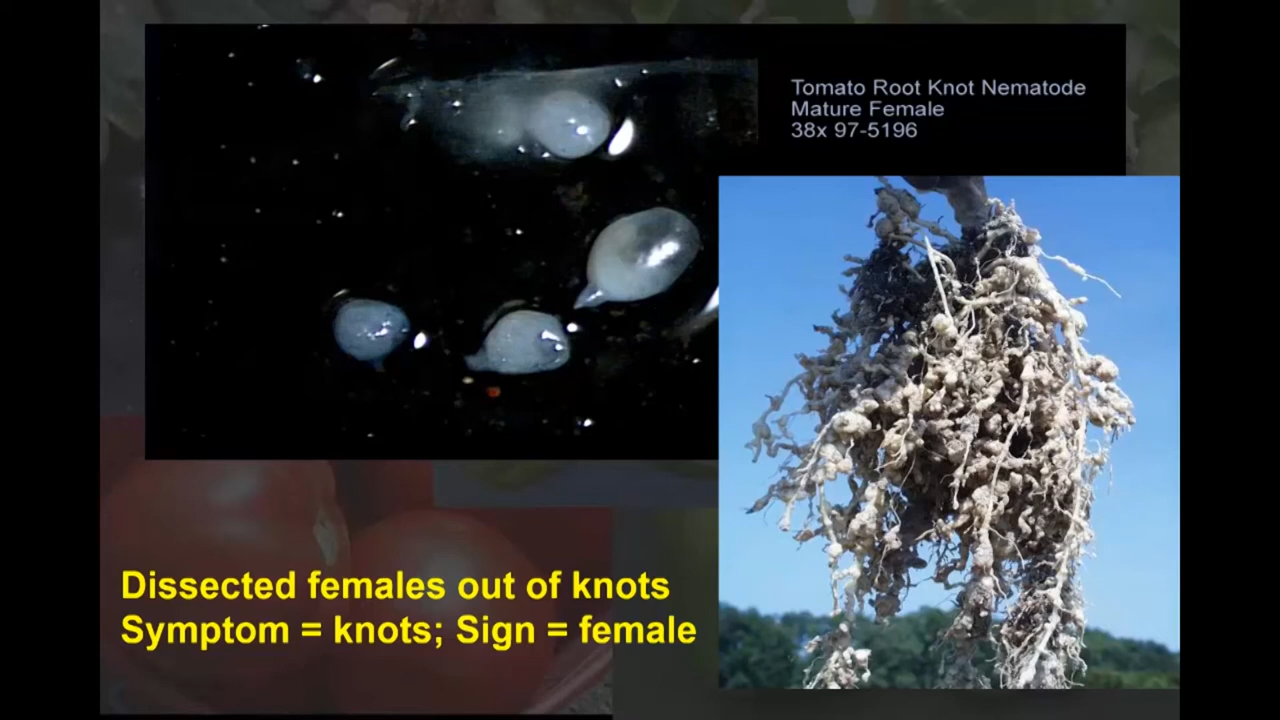 Tomato Root Knot Nematode
Mature Female
38x 97-5196
Dissected females out of knots
Symptom = knots; Sign = female